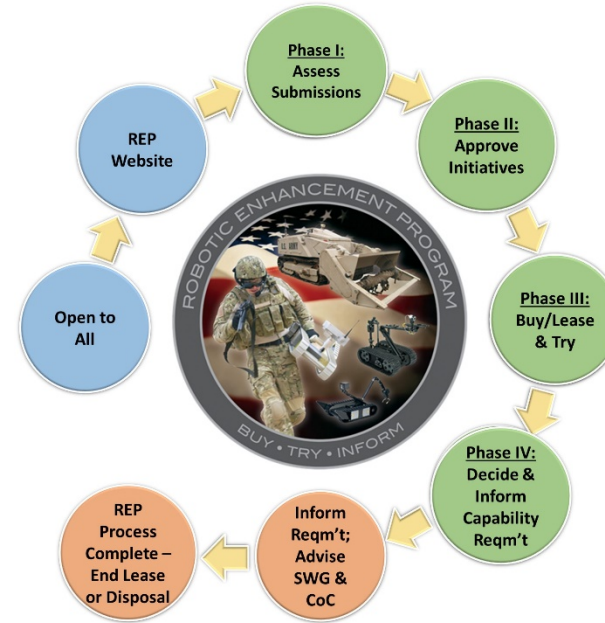 Phase I:
Assess
Submissions
REP
Website
Phase II:
Approve
Initiatives
ROBOTIC ENHANCEMENT PROGRAM
U.S. ARMY
Open to
All
Phase III:
Buy/Lease
& Try
BUY • TRY • INFORM
Phase IV:
Decide &
Inform
Capability
Reqm’t
Inform
Reqm’t;
Advise
SWG &
CoC
REP
Process
Complete –
End Lease
or Disposal